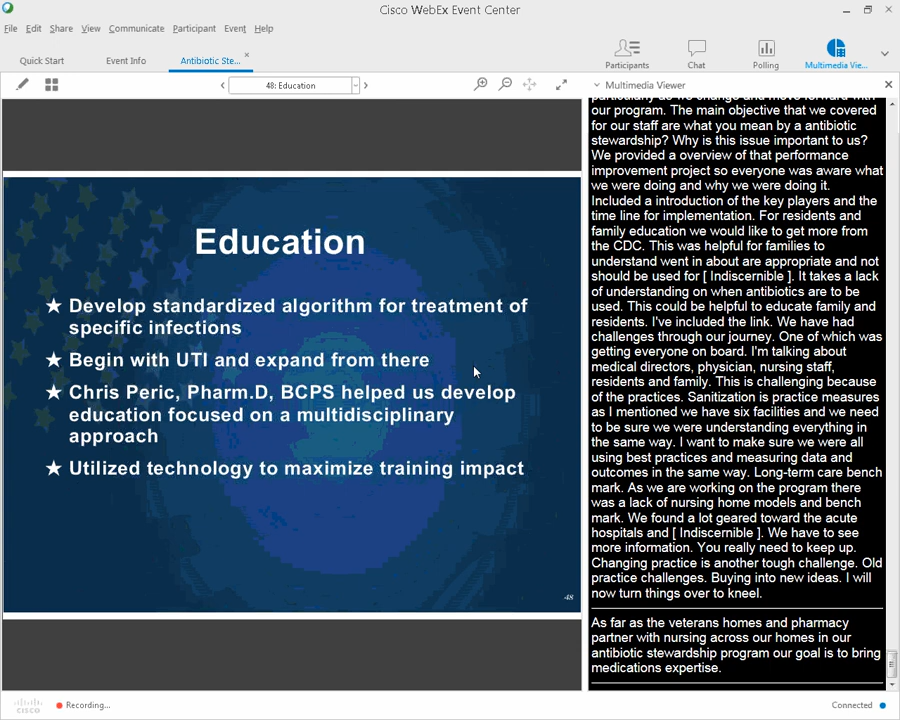 Cisco WebEx Event Center
File Edit Share View Communicate Participant Event Help
Quick Start Event Info Antibiotic Ste... Participants Chat Polling Multimedia Vie...
48: Education
Multimedia Viewer
Education
★ Develop standardized algorithm for treatment of
specific infections
★ Begin with UTI and expand from there
★ Chris Peric, Pharm.D, BCPS helped us develop
education focused on a multidisciplinary
approach
★ Utilized technology to maximize training impact
48
particularly as we change and move forward with
our program. The main objective that we covered
for our staff are what you mean by a antibiotic
stewardship? Why is this issue important to us?
We provided a overview of that performance
improvement project so everyone was aware what
we were doing and why we were doing it.
Included a introduction of the key players and the
time line for implementation. For residents and
family education we would like to get more from
the CDC. This was helpful for families to
understand went in about are appropriate and not
should be used for [ Indiscernible ]. It takes a lack
of understanding on when antibiotics are to be
used. This could be helpful to educate family and
residents. I've included the link. We have had
challenges through our journey. One of which was
getting everyone on board. I'm talking about
medical directors, physician, nursing staff,
residents and family. This is challenging because
of the practices. Sanitization is practice measures
as I mentioned we have six facilities and we need
to be sure we were understanding everything in
the same way. I want to make sure we were all
using best practices and measuring data and
outcomes in the same way. Long-term care bench
mark. As we are working on the program there
was a lack of nursing home models and bench
mark. We found a lot geared toward the acute
hospitals and [ Indiscernible ]. We have to see
more information. You really need to keep up.
Changing practice is another tough challenge. Old
practice challenges. Buying into new ideas. I will
now turn things over to kneel.
As far as the veterans homes and pharmacy
partner with nursing across our homes in our
antibiotic stewardship program our goal is to bring
medications expertise.
cisco Recording... Connected